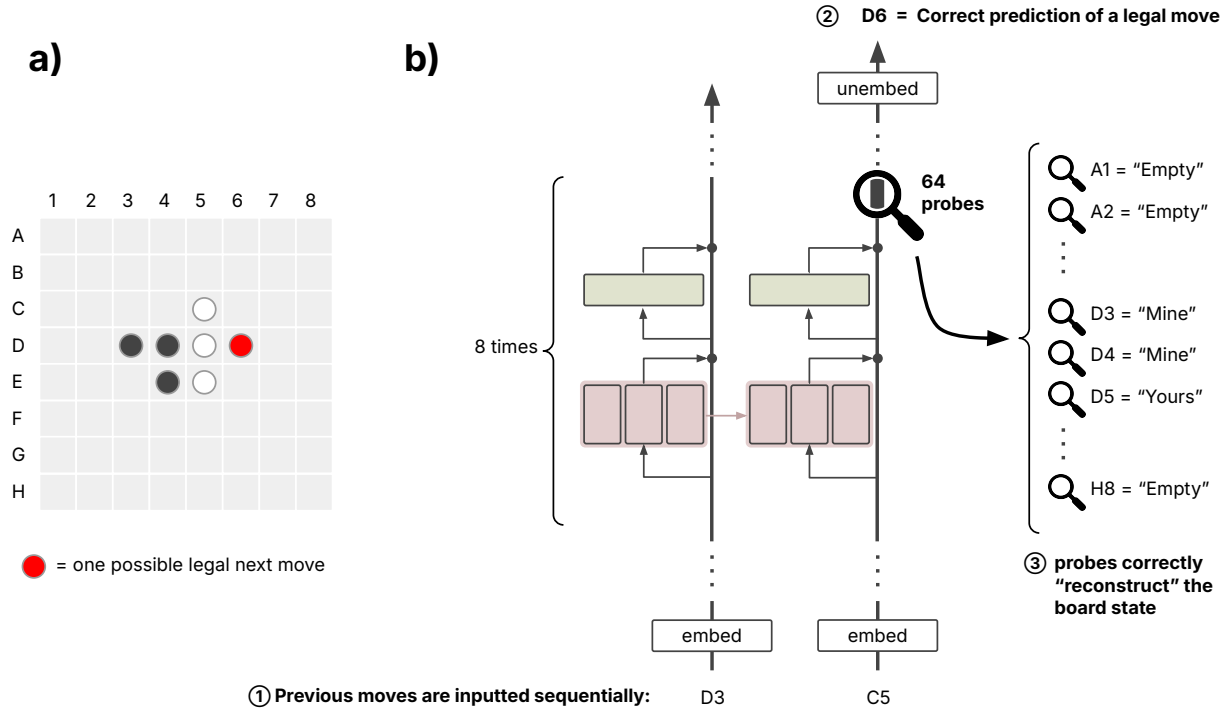 ② D6 = Correct prediction of a legal move
a)
b)
unembed
1 2 3 4 5 6 7 8
A
B
C
D
E
F
G
H
= one possible legal next move
8 times
64
probes
A1 = “Empty”
A2 = “Empty”
D3 = “Mine”
D4 = “Mine”
D5 = “Yours”
H8 = “Empty”
③ probes correctly
“reconstruct” the
board state
embed
embed
① Previous moves are inputted sequentially: D3 C5